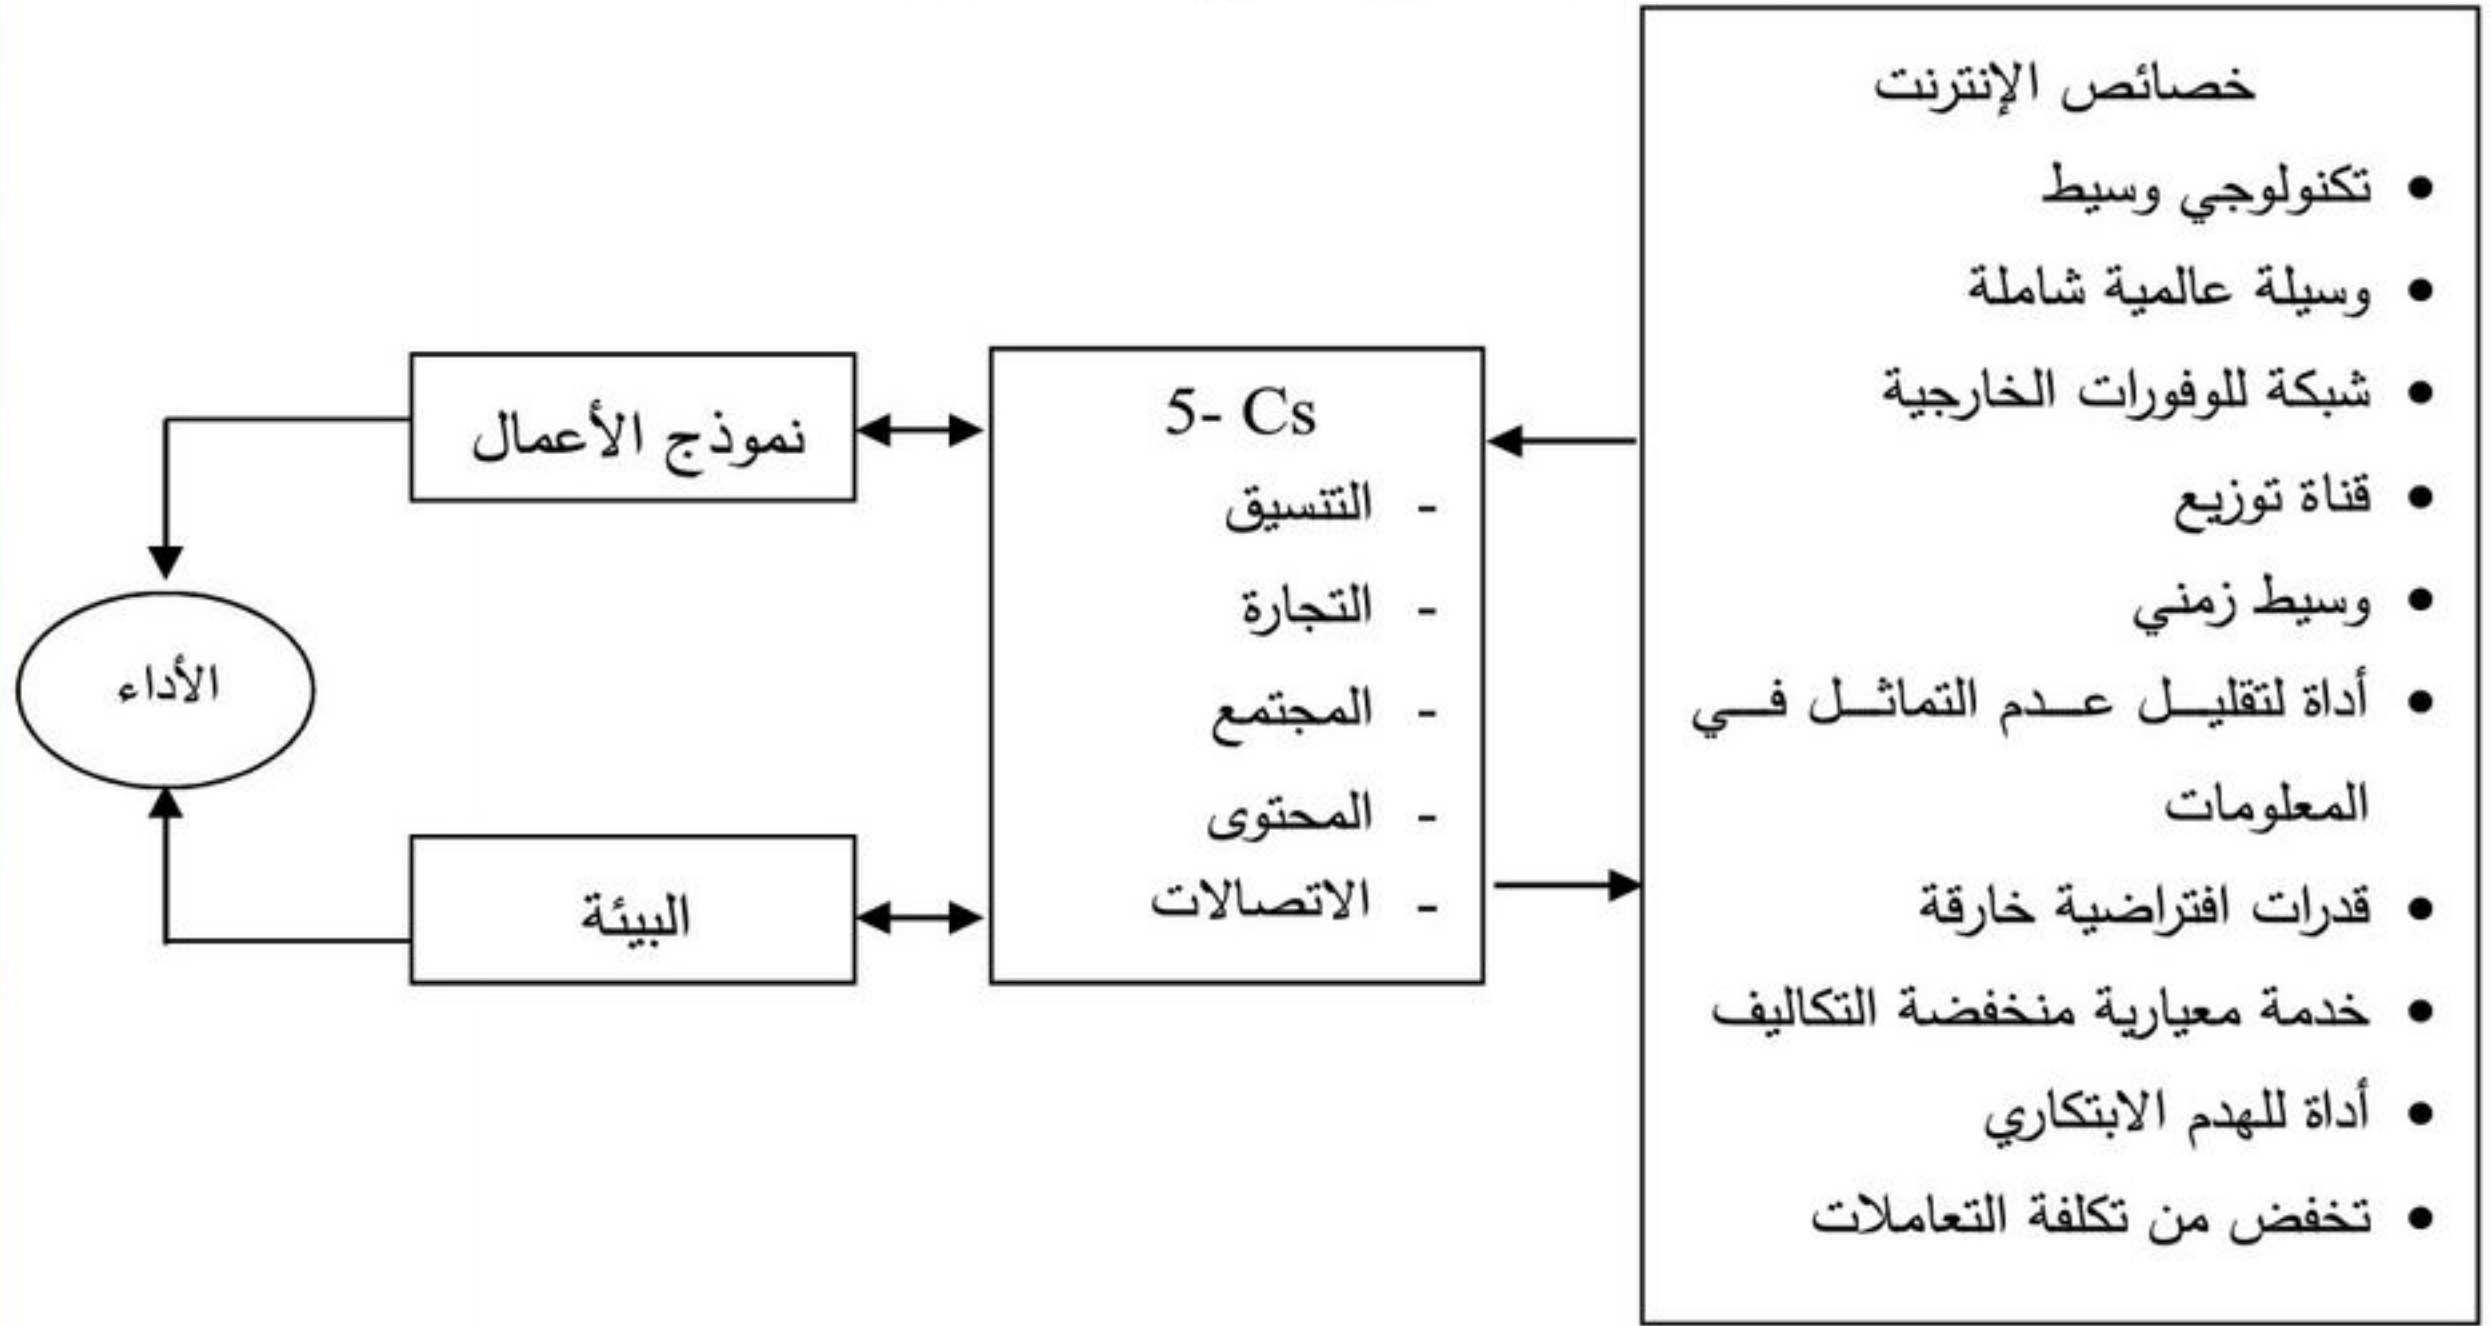 خصائص الإنترنت
• تكنولوجي وسيط
• وسيلة عالمية شاملة
• شبكة للوفورات الخارجية
• قناة توزيع
• وسيط زمني
• أداة لتقليل عدم التماثل في
المعلومات
• قدرات افتراضية خارقة
• خدمة معيارية منخفضة التكاليف
• أداة للهدم الابتكاري
• تخفض من تكلفة التعاملات
5- Cs
- التنسيق
- التجارة
- المجتمع
- المحتوى
- الاتصالات
نموذج الأعمال
البيئة
الأداء